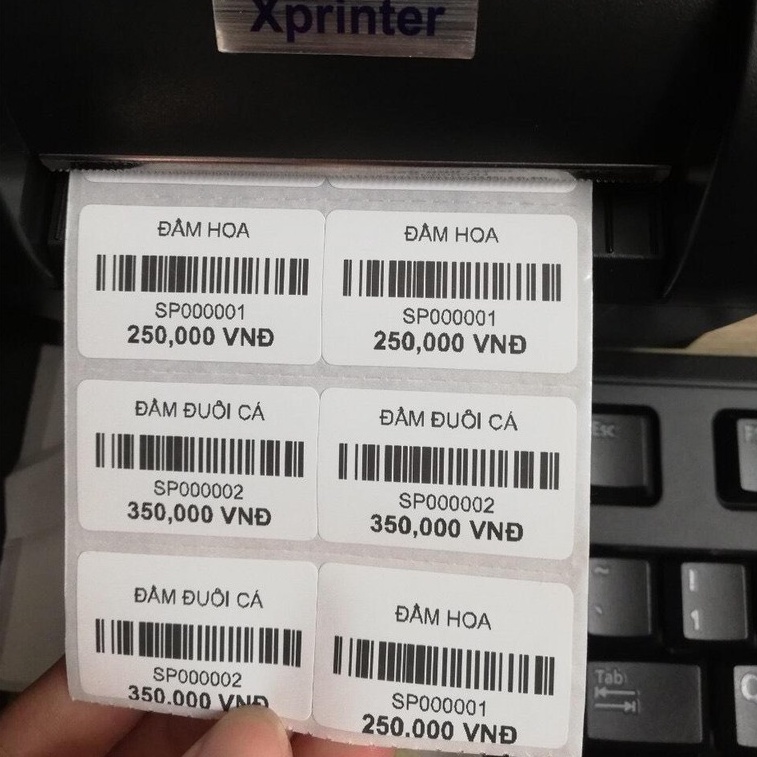 Xprinter
ĐẦM HOA
SP000001
250,000 VNĐ
ĐẦM HOA
SP000001
250,000 VNĐ
ĐẦM ĐUÔI CÁ
SP000002
350,000 VNĐ
ĐẦM ĐUÔI CÁ
SP000002
350,000 VNĐ
ĐẦM ĐUÔI CÁ
SP000002
350.000 VNĐ
ĐẦM HOA
SP000001
250.000 VNĐ
Esc
~
!
1
Tab